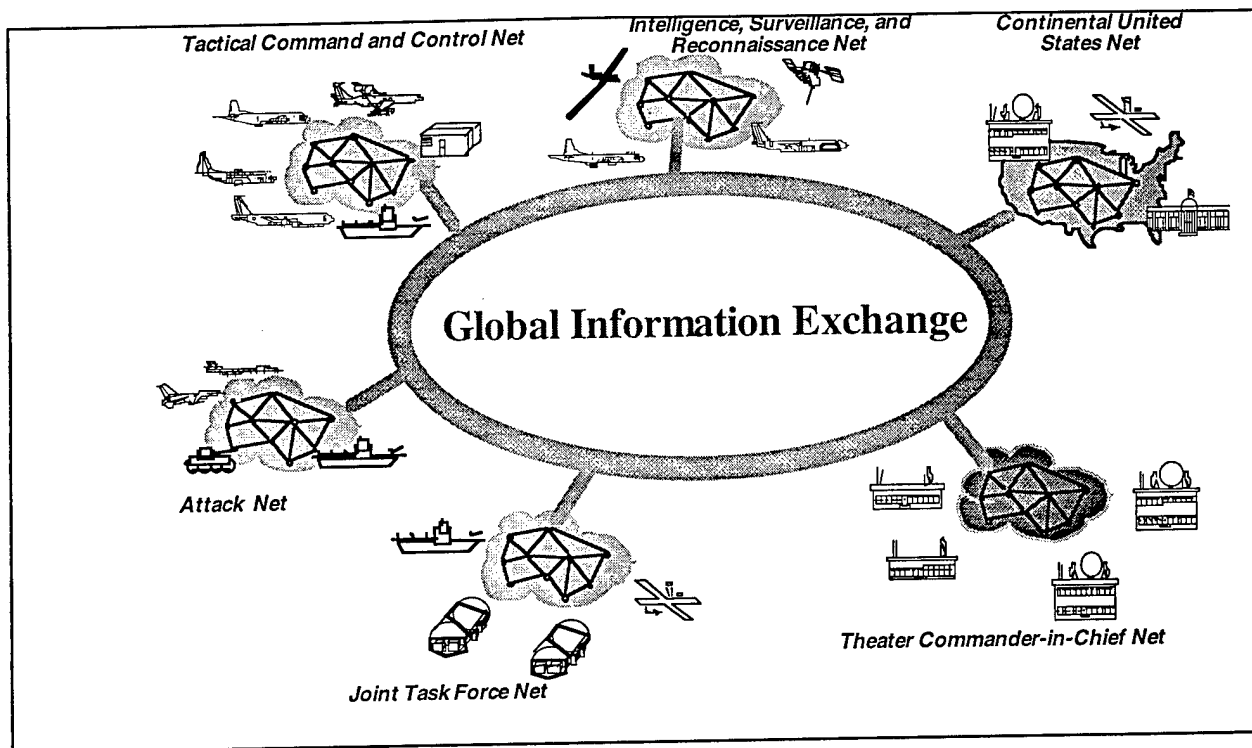 Tactical Command and Control Net
Intelligence, Surveillance, and
Reconnaissance Net
Continental United
States Net
Global Information Exchange
Attack Net
Joint Task Force Net
Theater Commander-in-Chief Net